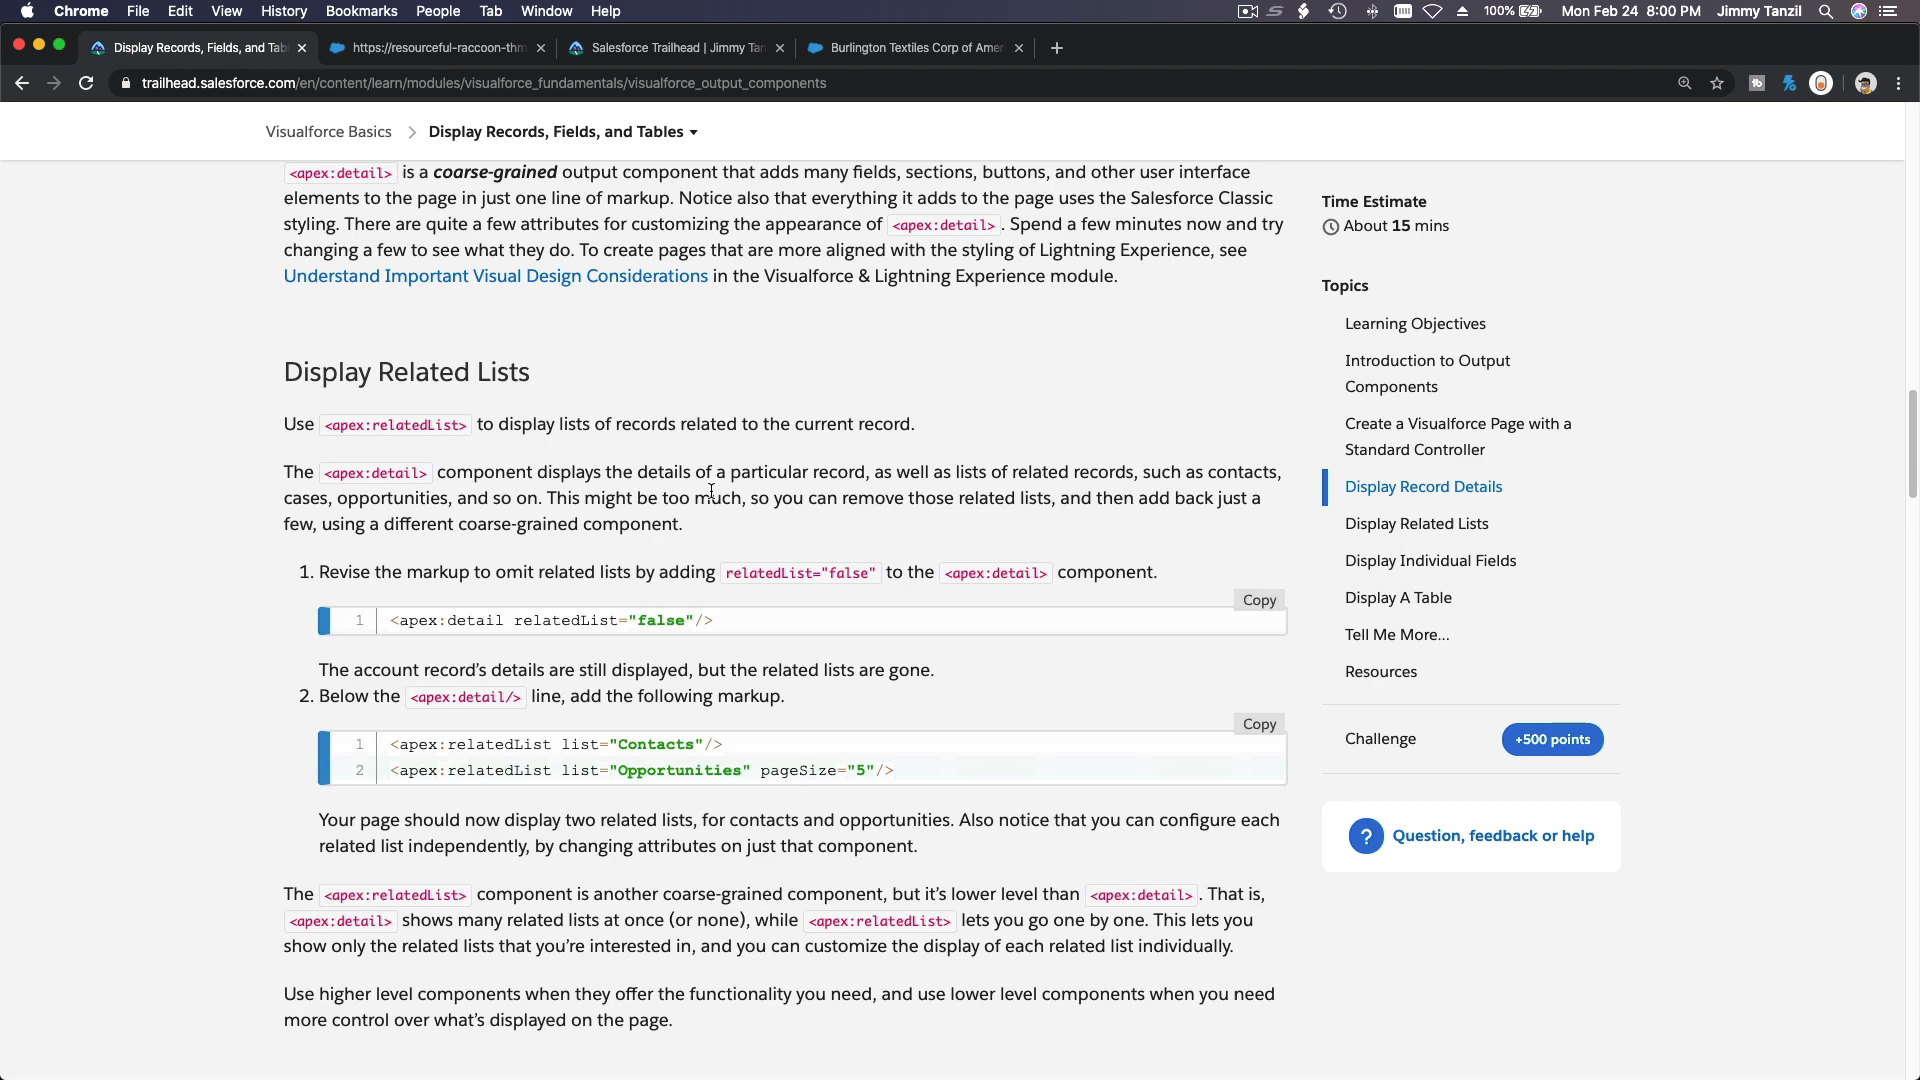 Chrome File Edit View History Bookmarks People Tab Window Help 100% Mon Feb 24 8:00 PM Jimmy Tanzil
Display Records, Fields, and Tab
https://resourceful-raccoon-thm
Salesforce Trailhead | Jimmy Tan
Burlington Textiles Corp of Amer
trailhead.salesforce.com/en/content/learn/modules/visualforce_fundamentals/visualforce_output_components
Visualforce Basics > Display Records, Fields, and Tables
<apex:detail> is a coarse-grained output component that adds many fields, sections, buttons, and other user interface
elements to the page in just one line of markup. Notice also that everything it adds to the page uses the Salesforce Classic
styling. There are quite a few attributes for customizing the appearance of <apex:detail>. Spend a few minutes now and try
changing a few to see what they do. To create pages that are more aligned with the styling of Lightning Experience, see
Understand Important Visual Design Considerations in the Visualforce & Lightning Experience module.
Display Related Lists
Use <apex:relatedList> to display lists of records related to the current record.
The <apex:detail> component displays the details of a particular record, as well as lists of related records, such as contacts,
cases, opportunities, and so on. This might be too much, so you can remove those related lists, and then add back just a
few, using a different coarse-grained component.
1. Revise the markup to omit related lists by adding relatedList="false" to the <apex:detail> component.
Copy
1 <apex:detail relatedList="false"/>
The account record’s details are still displayed, but the related lists are gone.
2. Below the <apex:detail/> line, add the following markup.
Copy
1 <apex:relatedList list="Contacts"/>
2 <apex:relatedList list="Opportunities" pageSize="5"/>
Your page should now display two related lists, for contacts and opportunities. Also notice that you can configure each
related list independently, by changing attributes on just that component.
The <apex:relatedList> component is another coarse-grained component, but it’s lower level than <apex:detail>. That is,
<apex:detail> shows many related lists at once (or none), while <apex:relatedList> lets you go one by one. This lets you
show only the related lists that you’re interested in, and you can customize the display of each related list individually.
Use higher level components when they offer the functionality you need, and use lower level components when you need
more control over what’s displayed on the page.
Time Estimate
About 15 mins
Topics
Learning Objectives
Introduction to Output
Components
Create a Visualforce Page with a
Standard Controller
Display Record Details
Display Related Lists
Display Individual Fields
Display A Table
Tell Me More...
Resources
Challenge +500 points
? Question, feedback or help